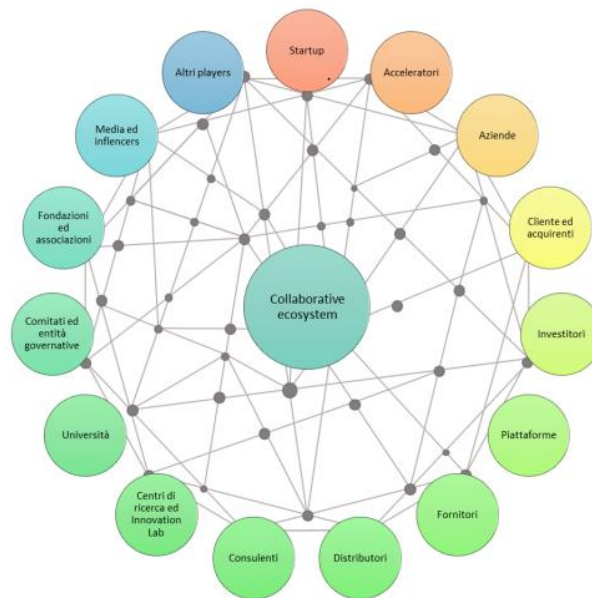 Startup
Acceleratori
Aziende
Cliente ed
acquirenti
Investitori
Piattaforme
Fornitori
Distributori
Consulenti
Centri di
ricerca ed
Innovation
Lab
Università
Comitati ed
entità
governative
Fondazioni
ed
associazioni
Media ed
inflencers
Altri players
Collaborative
ecosystem